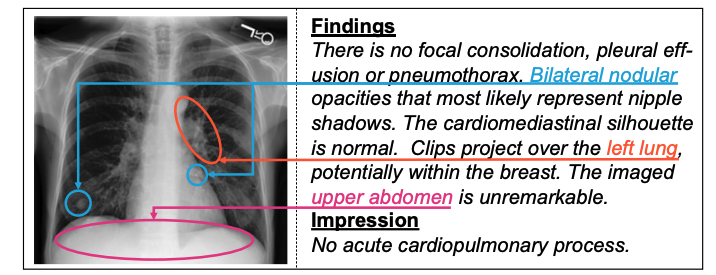 Findings
There is no focal consolidation, pleural eff-
usion or pneumothorax. Bilateral nodular
opacities that most likely represent nipple
shadows. The cardiomediastinal silhouette
is normal.  Clips project over the left lung,
potentially within the breast. The imaged
upper abdomen is unremarkable.
Impression
No acute cardiopulmonary process.